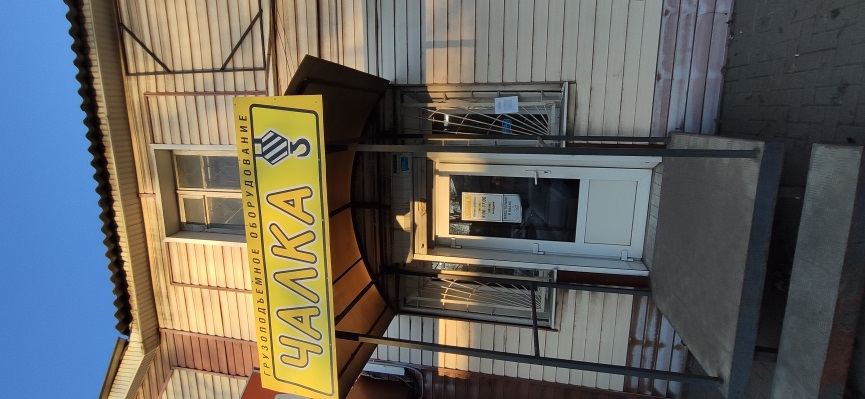 ГРУЗОПОДЪЕМНОЕ ОБОРУДОВАНИЕ
ЧАЛКА